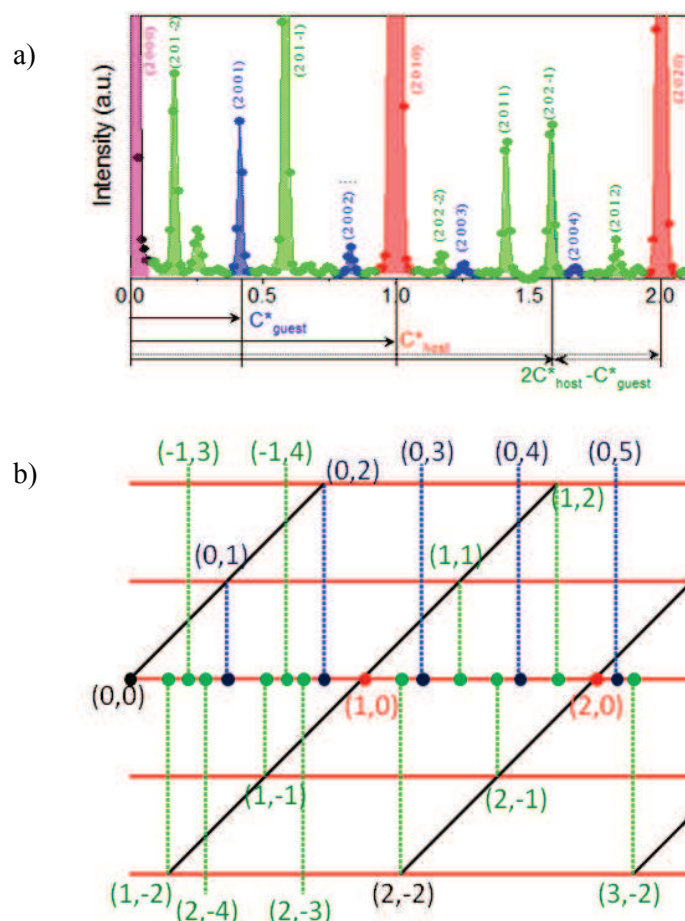 a)
Intensity (a.u.)
(2000)
(201-2)
(2001)
(201-1)
(2002)
(2010)
(202-2)
(2003)
(2011)
(202-1)
(2004)
(2012)
(2020)
0.0 0.5 1.0 1.5 2.0
C*guest
C*host
2C*host-C*guest
b)
(-1,3) (-1,4) (0,2) (0,3) (0,4) (0,5)
(1,2)
(0,1) (1,1)
(0,0) (1,0) (2,0)
(1,-1) (2,-1)
(1,-2) (2,-4) (2,-3) (2,-2) (3,-2)